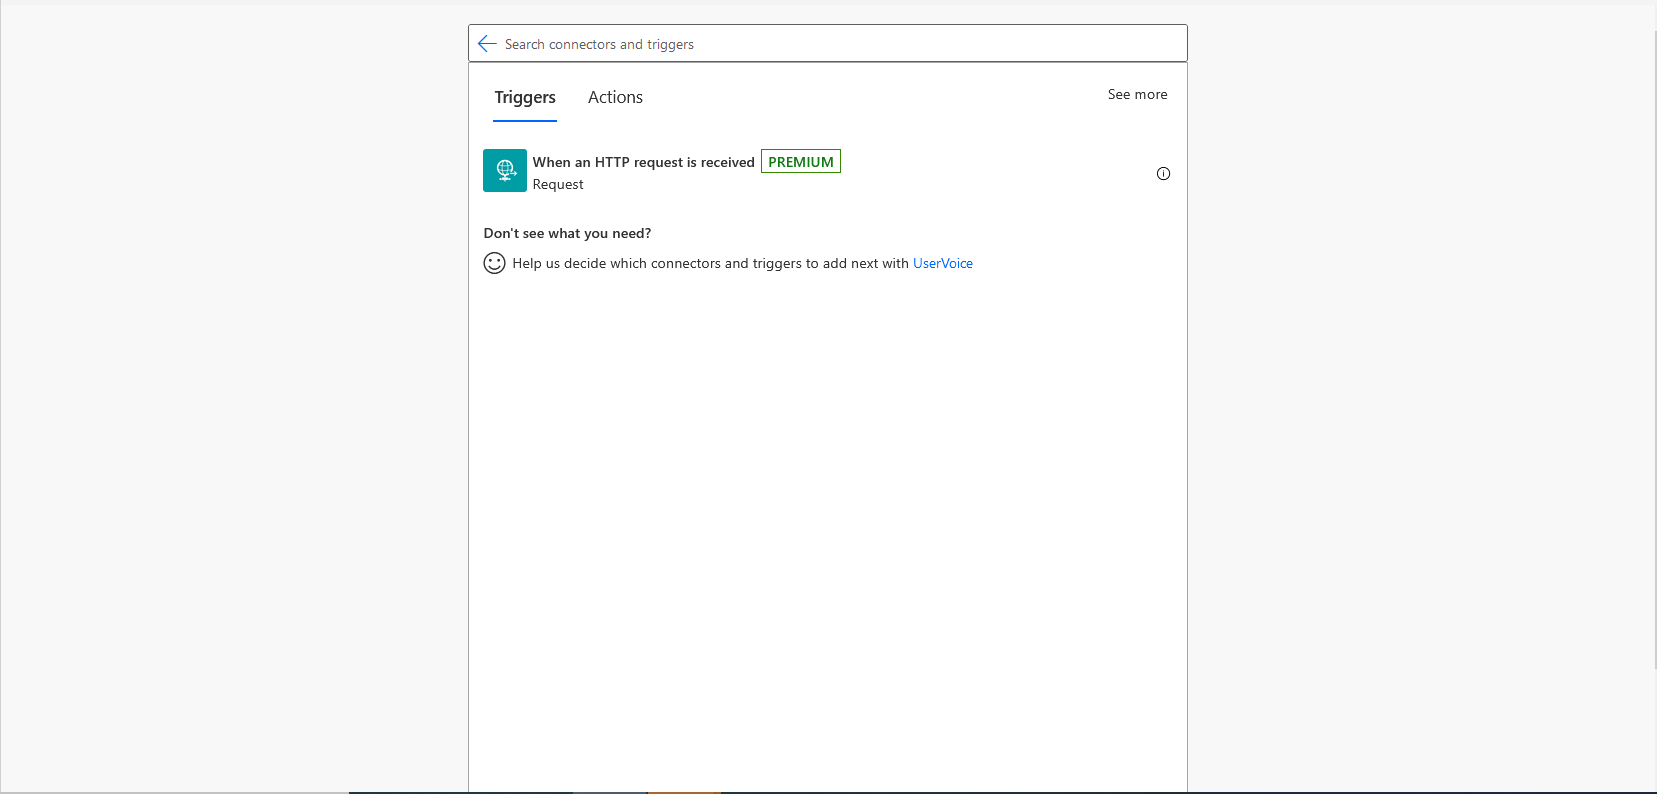 Search connectors and triggers
Triggers Actions See more
When an HTTP request is received PREMIUM
Request
Don't see what you need?
Help us decide which connectors and triggers to add next with UserVoice